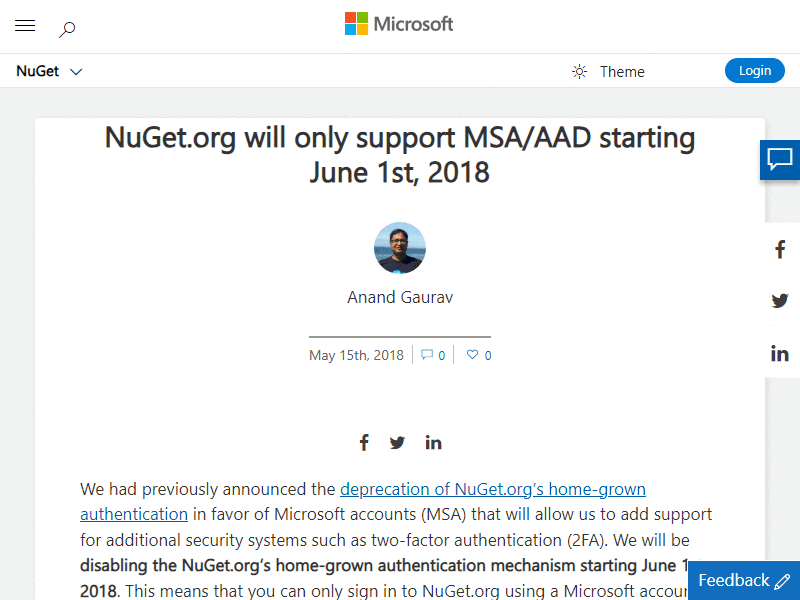 Microsoft
NuGet
Theme
Login
NuGet.org will only support MSA/AAD starting
June 1st, 2018
Anand Gaurav
May 15th, 2018
0
0
We had previously announced the deprecation of NuGet.org's home-grown
authentication in favor of Microsoft accounts (MSA) that will allow us to add support
for additional security systems such as two-factor authentication (2FA). We will be
disabling the NuGet.org's home-grown authentication mechanism starting June
2018. This means that you can only sign in to NuGet.org using a Microsoft
Feedback